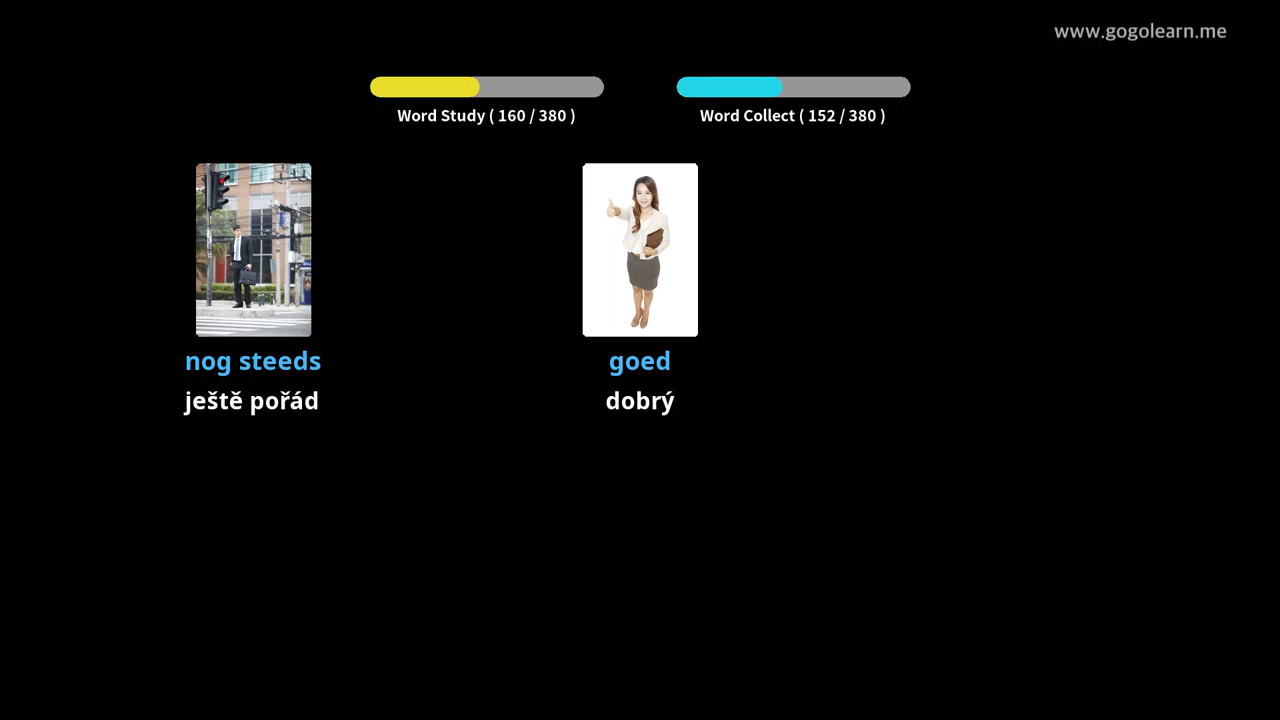 www.gogolearn.me
Word Study ( 160 / 380 )
Word Collect ( 152 / 380 )
nog steeds
goed
ještě pořád
dobrý